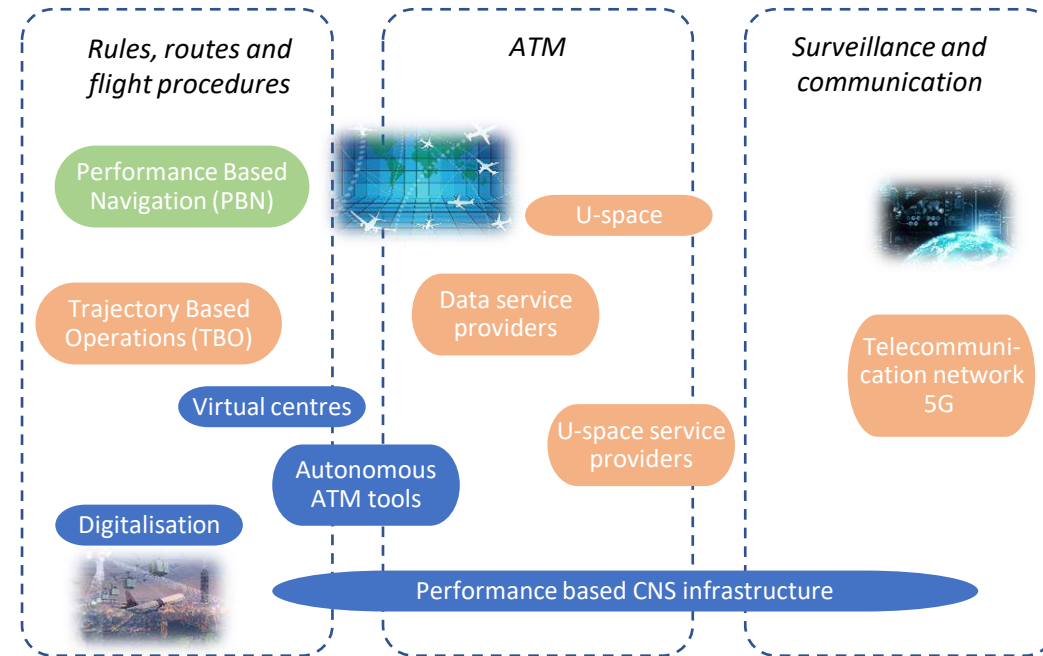 Rules, routes and
flight procedures
ATM
Surveillance and
communication
Performance Based
Navigation (PBN)
U-space
Trajectory Based
Operations (TBO)
Data service
providers
Telecommuni-
cation network
5G
Virtual centres
U-space service
providers
Autonomous
ATM tools
Digitalisation
Performance based CNS infrastructure